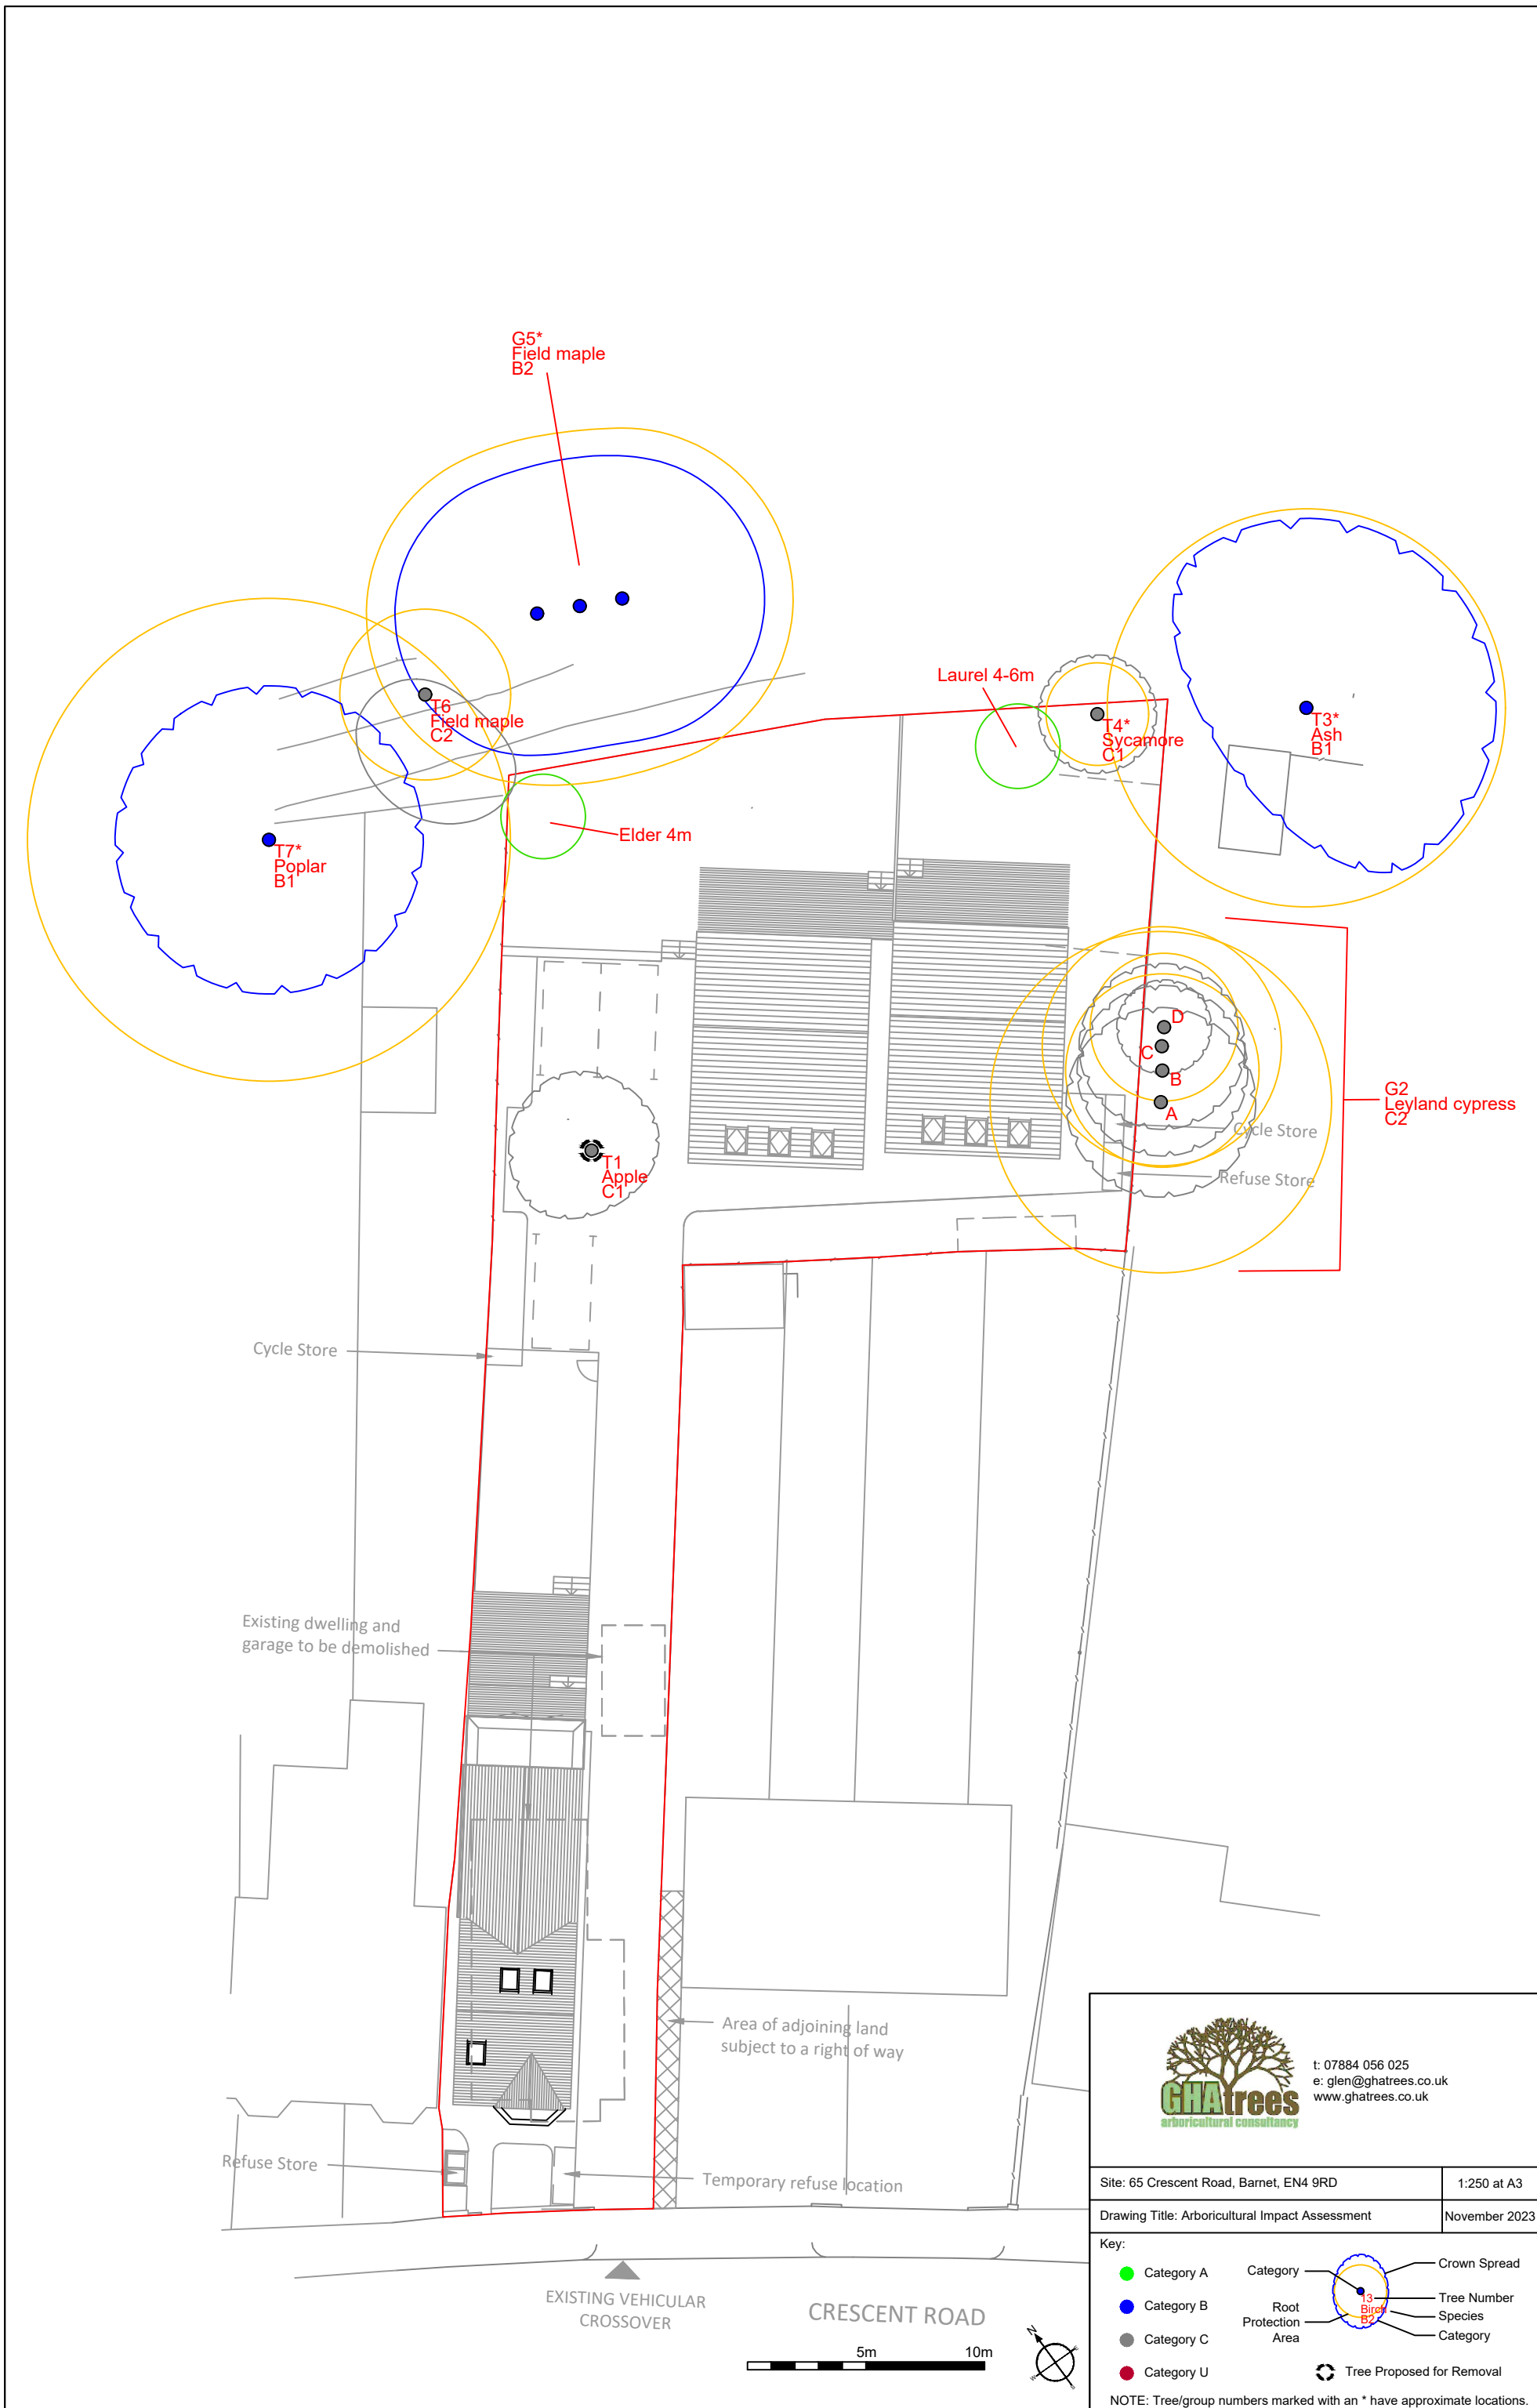 G5*
Field maple
B2
Laurel 4-6m
T6
Field maple
C2
T4*
Sycamore
C1
T3*
Ash
B1
Elder 4m
T7*
Poplar
B1
D
C
B
A
G2
Leyland cypress
C2
Cycle Store
Refuse Store
T1
Apple
C1
Cycle Store
Existing dwelling and
garage to be demolished
Area of adjoining land
subject to a right of way
Refuse Store
Temporary refuse location
EXISTING VEHICULAR
CROSSOVER
CRESCENT ROAD
5m
10m
N
GHAtrees
arboricultural consultancy
t: 07884 056 025
e: glen@ghatrees.co.uk
www.ghatrees.co.uk
Site: 65 Crescent Road, Barnet, EN4 9RD
1:250 at A3
Drawing Title: Arboricultural Impact Assessment
November 2023
Key:
Category A
Category B
Category C
Category U
Category
Root
Protection
Area
13
Birch
B2
Crown Spread
Tree Number
Species
Category
Tree Proposed for Removal
NOTE: Tree/group numbers marked with an * have approximate locations.